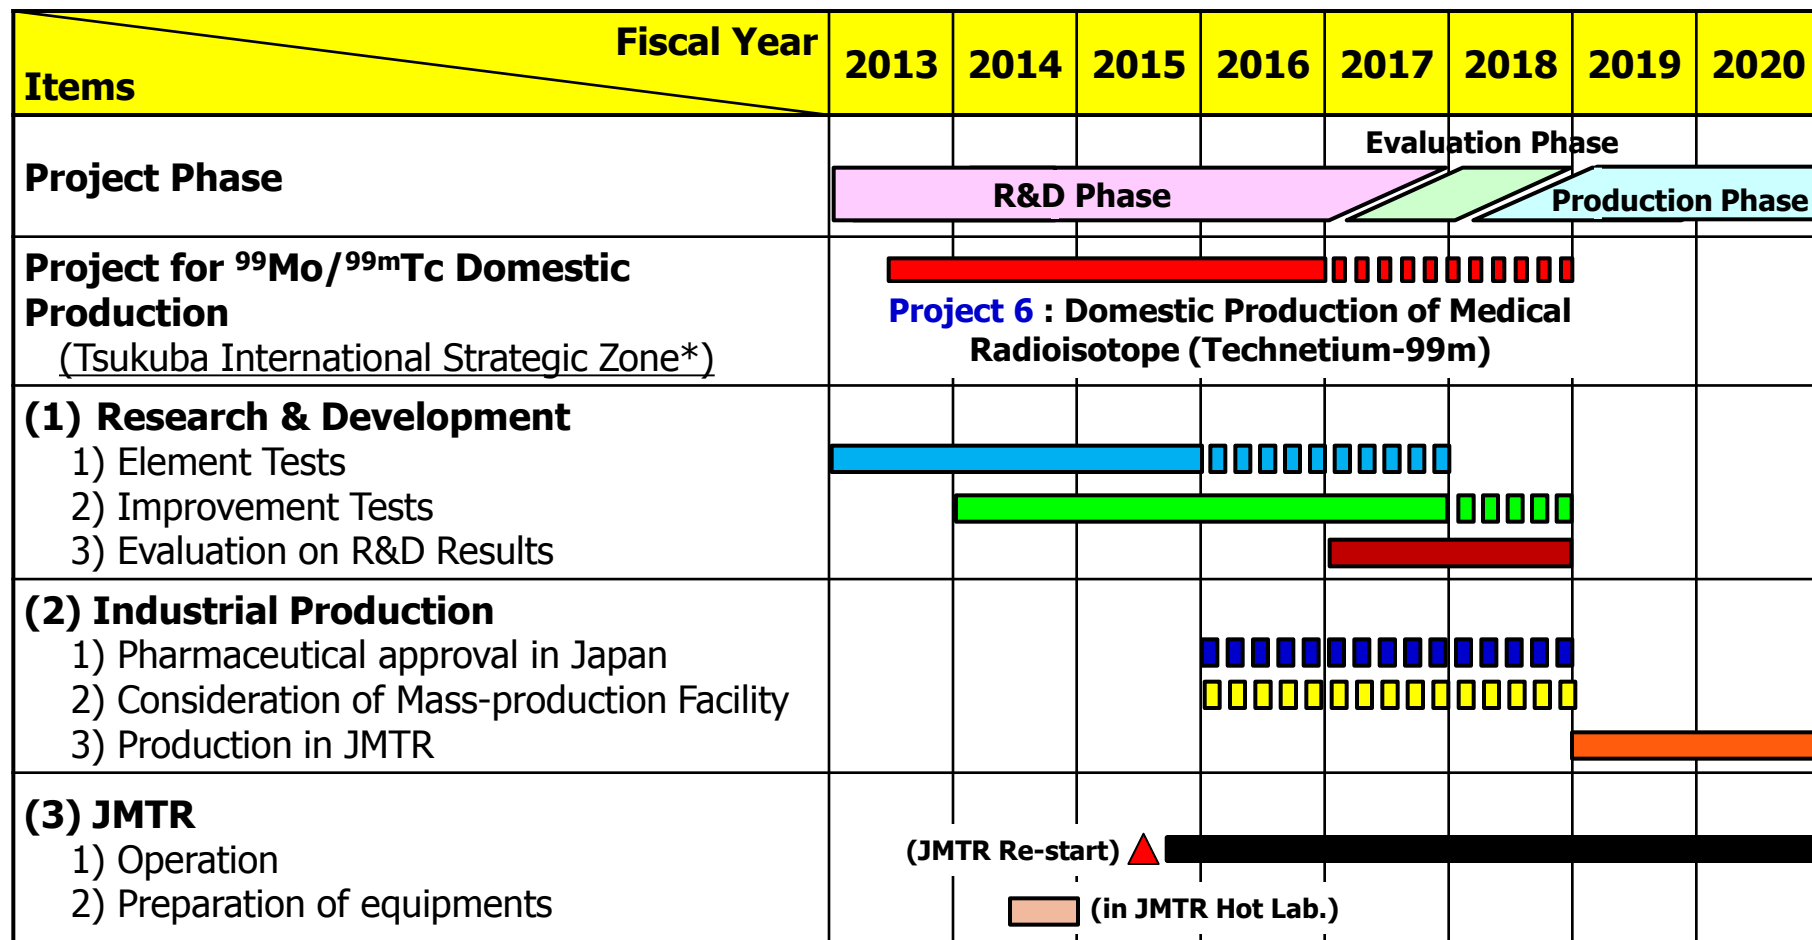 Fiscal Year
Items
2013 2014 2015 2016 2017 2018 2019 2020
Project Phase
Evaluation Phase
R&D Phase
Production Phase
Project for ⁹⁹Mo/⁹⁹ᵐTc Domestic
Production
(Tsukuba International Strategic Zone*)
Project 6 : Domestic Production of Medical
Radioisotope (Technetium-99m)
(1) Research & Development
1) Element Tests
2) Improvement Tests
3) Evaluation on R&D Results
(2) Industrial Production
1) Pharmaceutical approval in Japan
2) Consideration of Mass-production Facility
3) Production in JMTR
(3) JMTR
1) Operation
(JMTR Re-start)
2) Preparation of equipments
(in JMTR Hot Lab.)